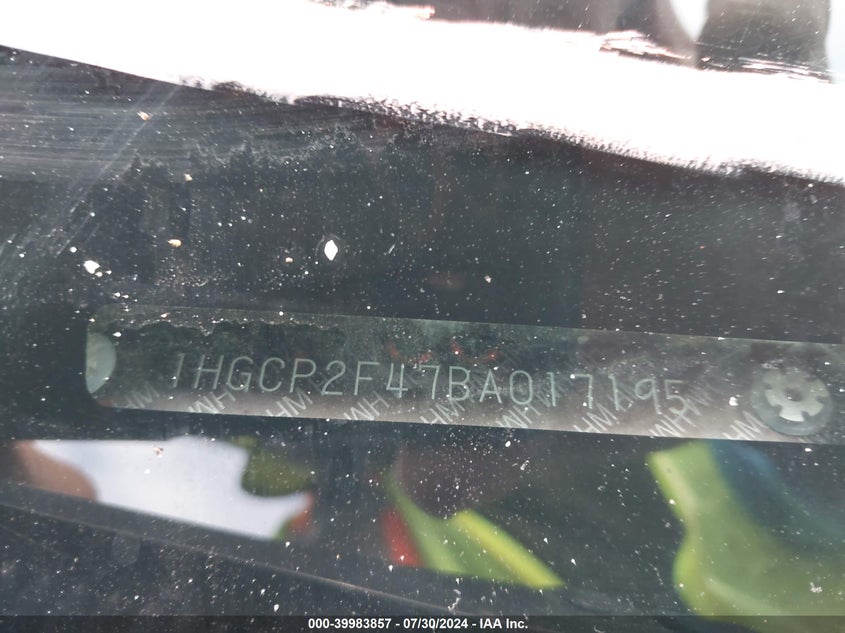 1HGCP2F47BA017195
000-39983857 - 07/30/2024 - IAA Inc.